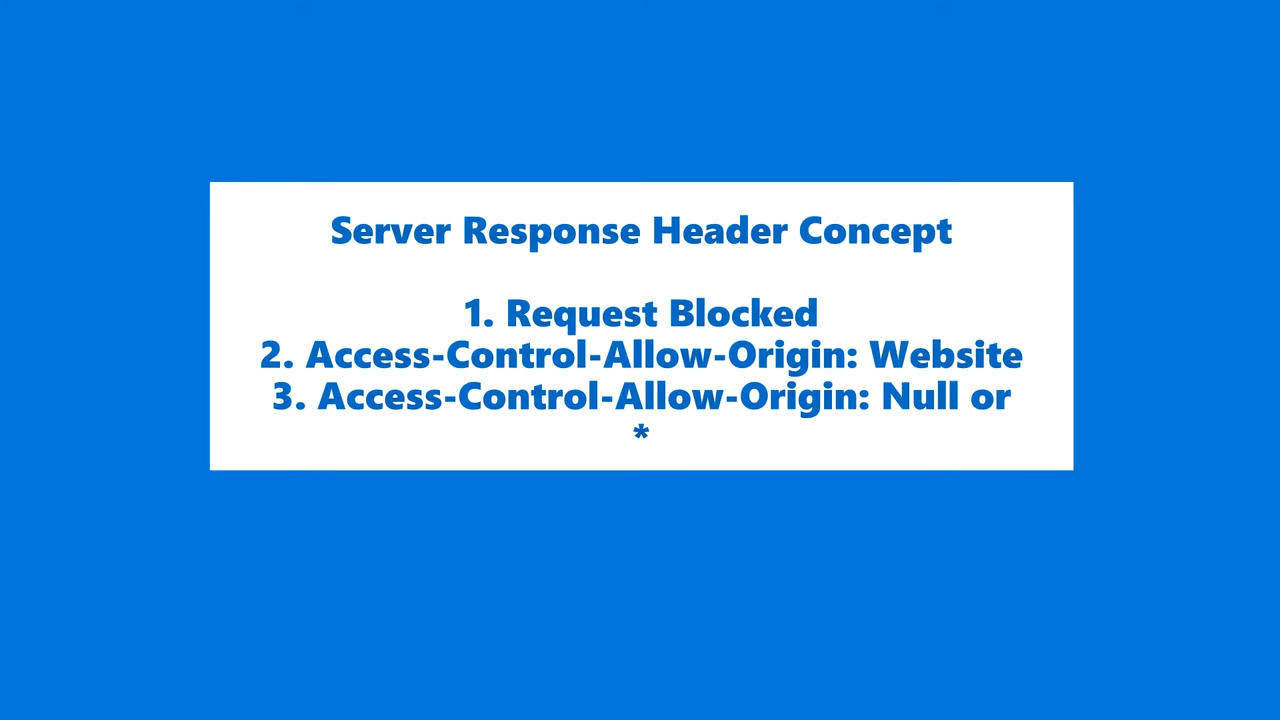 Server Response Header Concept
1. Request Blocked
2. Access-Control-Allow-Origin: Website
3. Access-Control-Allow-Origin: Null or
*